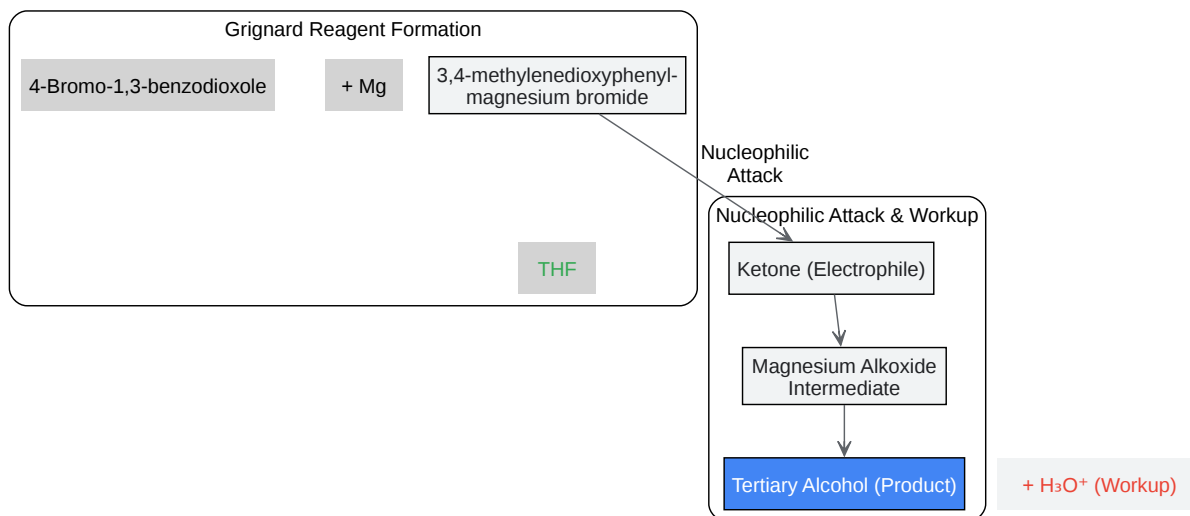 Grignard Reagent Formation
4-Bromo-1,3-benzodioxole
+ Mg
3,4-methylenedioxyphenyl-
magnesium bromide
Nucleophilic
Attack
THF
Nucleophilic Attack & Workup
Ketone (Electrophile)
Magnesium Alkoxide
Intermediate
Tertiary Alcohol (Product)
+ H₃O⁺ (Workup)